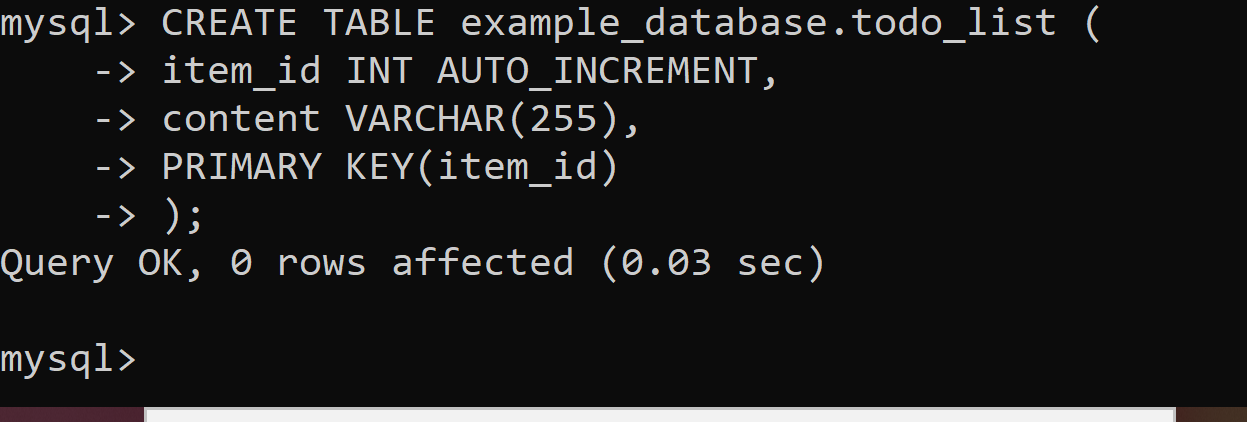 mysql> CREATE TABLE example_database.todo_list (
    -> item_id INT AUTO_INCREMENT,
    -> content VARCHAR(255),
    -> PRIMARY KEY(item_id)
    -> );
Query OK, 0 rows affected (0.03 sec)
mysql>